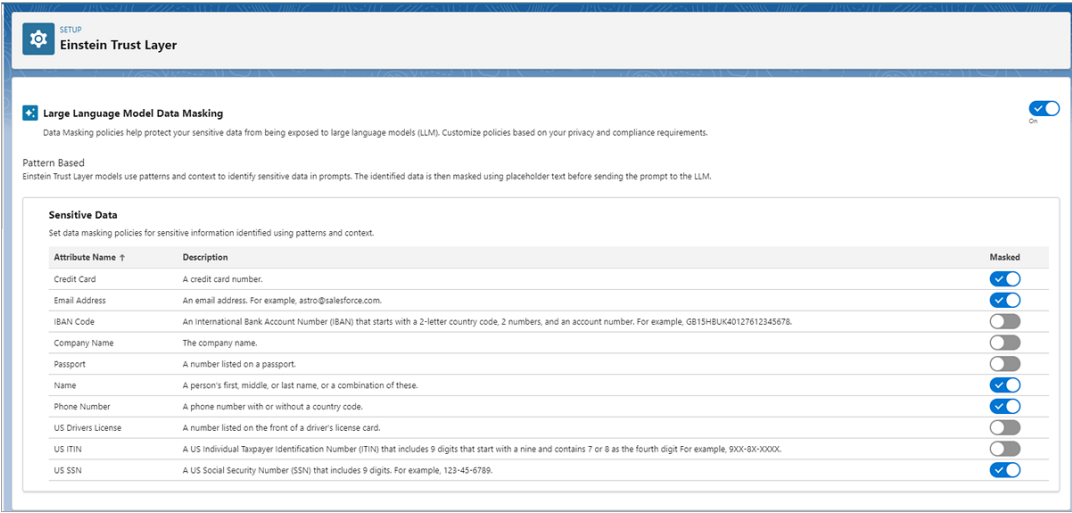 SETUP
Einstein Trust Layer
Large Language Model Data Masking
On
Data Masking policies help protect your sensitive data from being exposed to large language models (LLM). Customize policies based on your privacy and compliance requirements.
Pattern Based
Einstein Trust Layer models use patterns and context to identify sensitive data in prompts. The identified data is then masked using placeholder text before sending the prompt to the LLM.
Sensitive Data
Set data masking policies for sensitive information identified using patterns and context.
Attribute Name ↑ Description Masked
Credit Card A credit card number.
Email Address An email address. For example, astro@salesforce.com.
IBAN Code An International Bank Account Number (IBAN) that starts with a 2-letter country code, 2 numbers, and an account number. For example, GB15HBUK40127612345678.
Company Name The company name.
Passport A number listed on a passport.
Name A person's first, middle, or last name, or a combination of these.
Phone Number A phone number with or without a country code.
US Drivers License A number listed on the front of a driver's license card.
US ITIN A US Individual Taxpayer Identification Number (ITIN) that includes 9 digits that start with a nine and contains 7 or 8 as the fourth digit For example, 9XX-8X-XXXX.
US SSN A US Social Security Number (SSN) that includes 9 digits. For example, 123-45-6789.